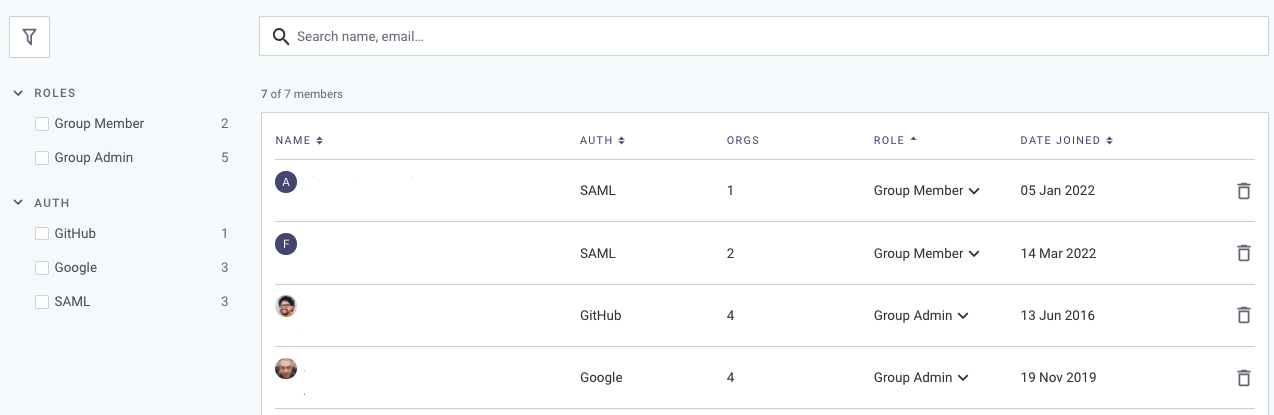 Search name, email...
ROLES
Group Member 2
Group Admin 5
AUTH
GitHub 1
Google 3
SAML 3
7 of 7 members
NAME AUTH ORGS ROLE DATE JOINED
A SAML 1 Group Member 05 Jan 2022
F SAML 2 Group Member 14 Mar 2022
GitHub 4 Group Admin 13 Jun 2016
Google 4 Group Admin 19 Nov 2019